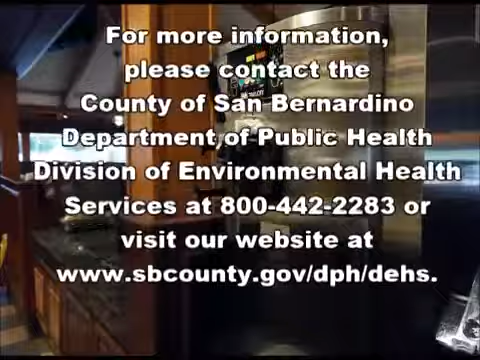 For more information,
please contact the
County of San Bernardino
Department of Public Health
Division of Environmental Health
Services at 800-442-2283 or
visit our website at
www.sbcounty.gov/dph/dehs.